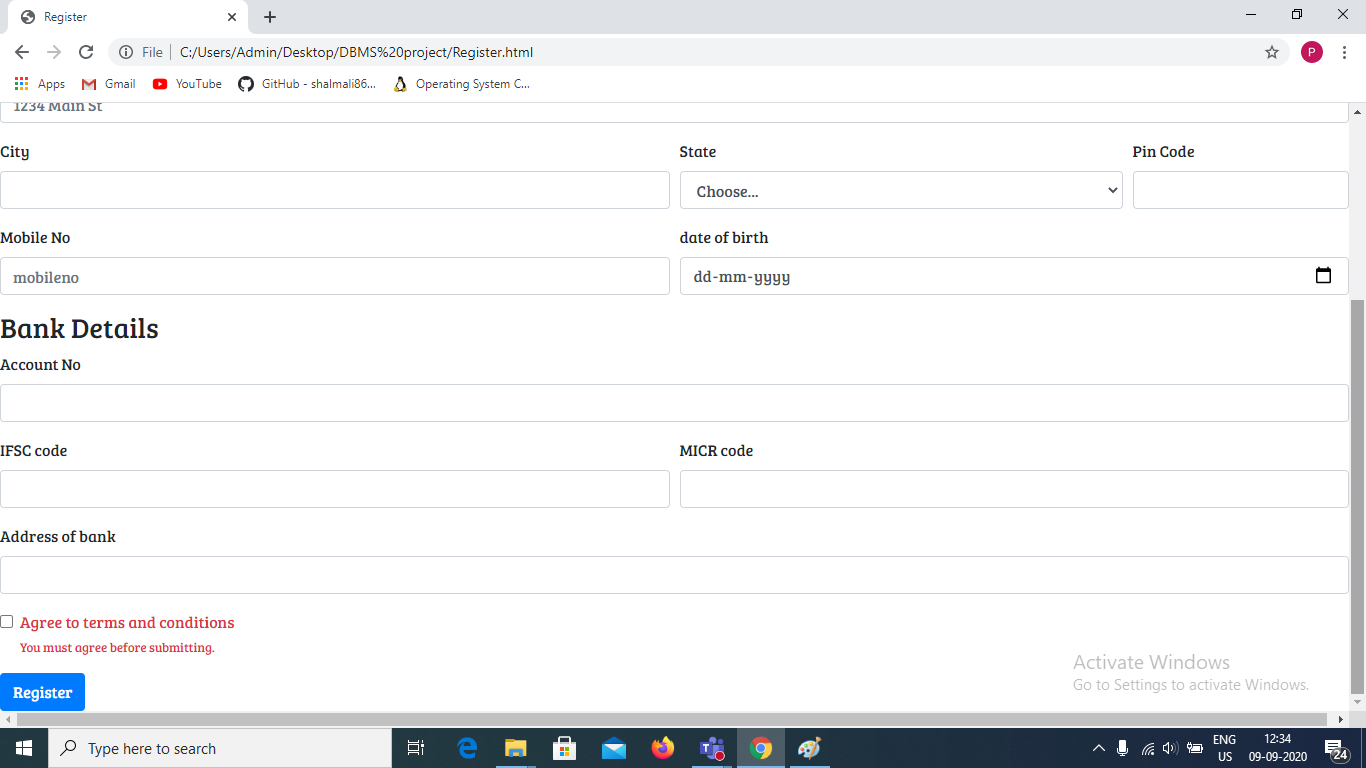 Register
File
C:/Users/Admin/Desktop/DBMS%20project/Register.html
P
Apps Gmail YouTube GitHub - shalmali86... Operating System C...
1234 Main St
City State Pin Code
Choose...
Mobile No date of birth
mobileno dd-mm-yyyy
Bank Details
Account No
IFSC code MICR code
Address of bank
Agree to terms and conditions
You must agree before submitting.
Activate Windows
Go to Settings to activate Windows.
Register
Type here to search
ENG
US
12:34
09-09-2020
24